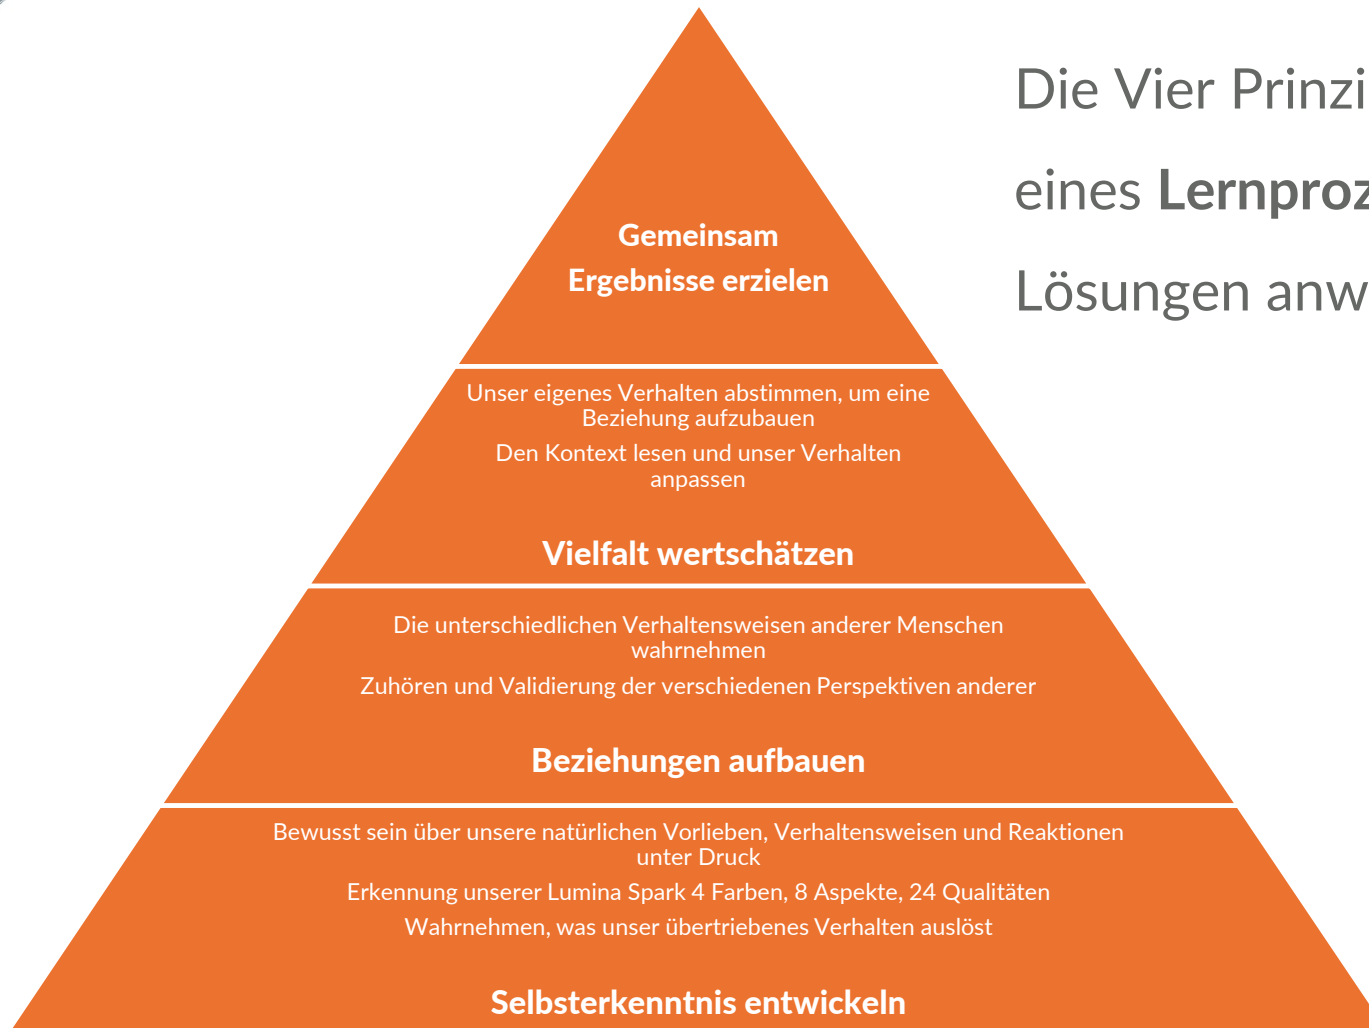 Die Vier Prinzi
eines Lernproz
Lösungen anw
Gemeinsam
Ergebnisse erzielen
Unser eigenes Verhalten abstimmen, um eine
Beziehung aufzubauen
Den Kontext lesen und unser Verhalten
anpassen
Vielfalt wertschätzen
Die unterschiedlichen Verhaltensweisen anderer Menschen
wahrnehmen
Zuhören und Validierung der verschiedenen Perspektiven anderer
Beziehungen aufbauen
Bewusst sein über unsere natürlichen Vorlieben, Verhaltensweisen und Reaktionen
unter Druck
Erkennung unserer Lumina Spark 4 Farben, 8 Aspekte, 24 Qualitäten
Wahrnehmen, was unser übertriebenes Verhalten auslöst
Selbsterkenntnis entwickeln